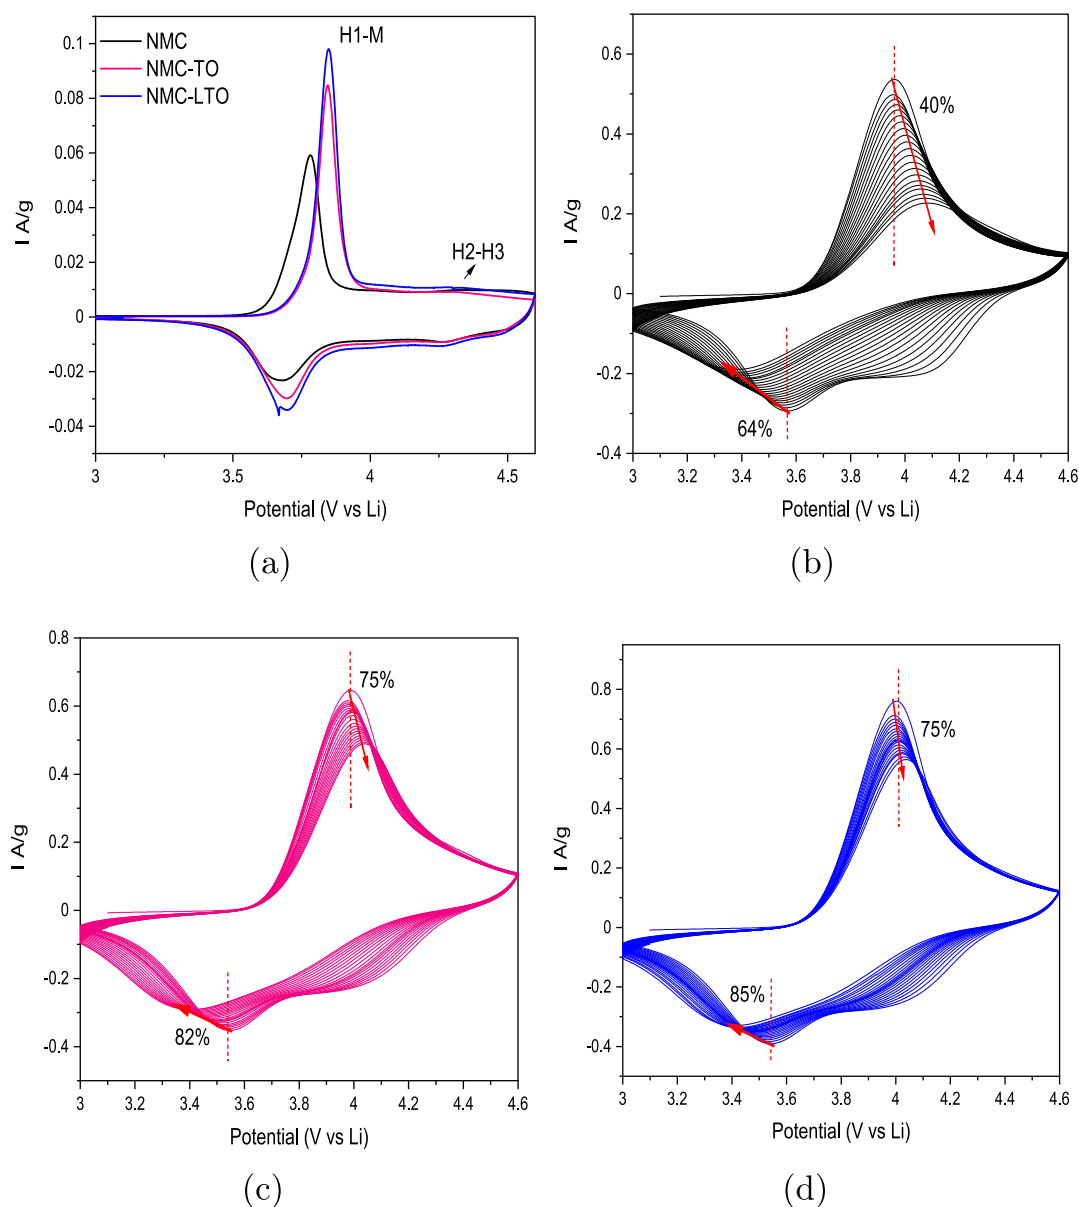 0.1
0.08
0.06
0.04
0.02
0
-0.02
-0.04
I A/g
NMC
NMC-TO
NMC-LTO
H1-M
H2-H3
3 3.5 4 4.5
Potential (V vs Li)
(a)
0.6
0.4
0.2
0
-0.2
-0.4
I A/g
40%
64%
3 3.2 3.4 3.6 3.8 4 4.2 4.4 4.6
Potential (V vs Li)
(b)
0.8
0.6
0.4
0.2
0
-0.2
-0.4
I A/g
75%
82%
3 3.2 3.4 3.6 3.8 4 4.2 4.4 4.6
Potential (V vs Li)
(c)
0.8
0.6
0.4
0.2
0
-0.2
-0.4
I A/g
75%
85%
3 3.2 3.4 3.6 3.8 4 4.2 4.4 4.6
Potential (V vs Li)
(d)